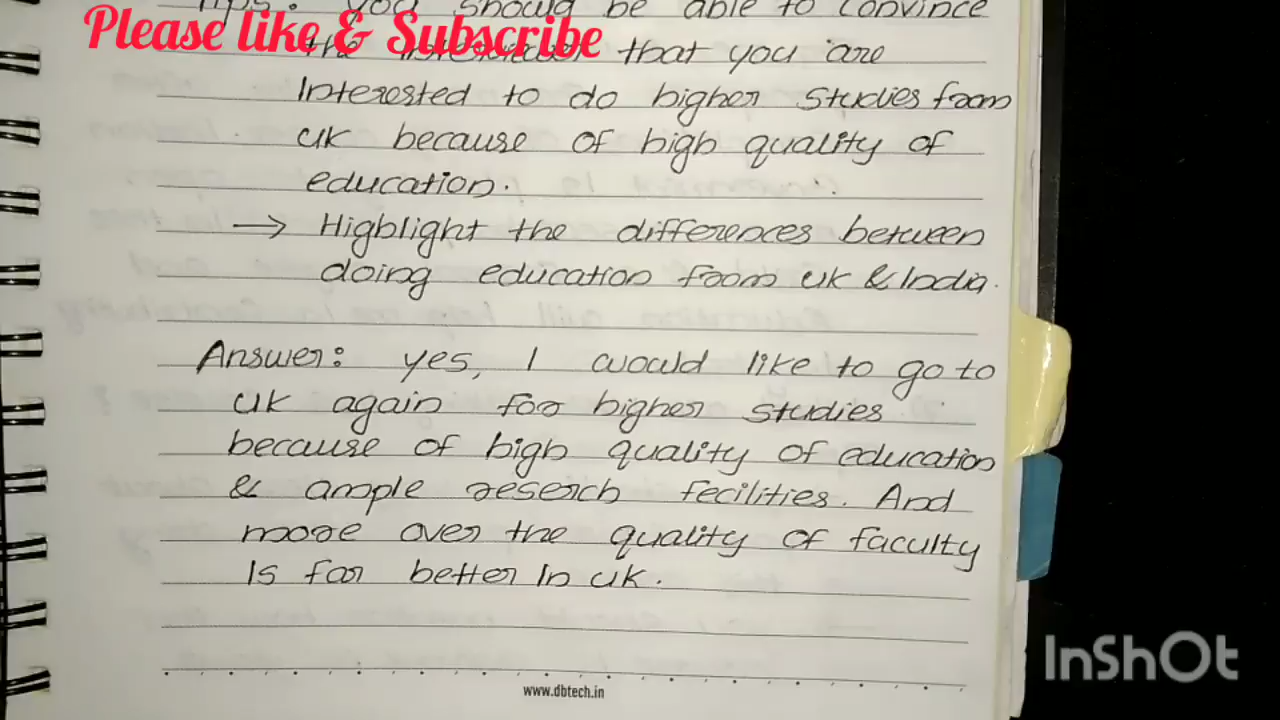 Tips: you should be able to convince
Please like & Subscribe
the interviewer that you are
Interested to do higher studies from
UK because of high quality of
education.
→ Highlight the differences between
doing education from UK & India.
Answer: yes, I would like to go to
UK again for higher studies
because of high quality of education
& ample reserch fecilities. And
more over the quality of faculty
Is far better In UK.
www.dbtech.in
InShOt